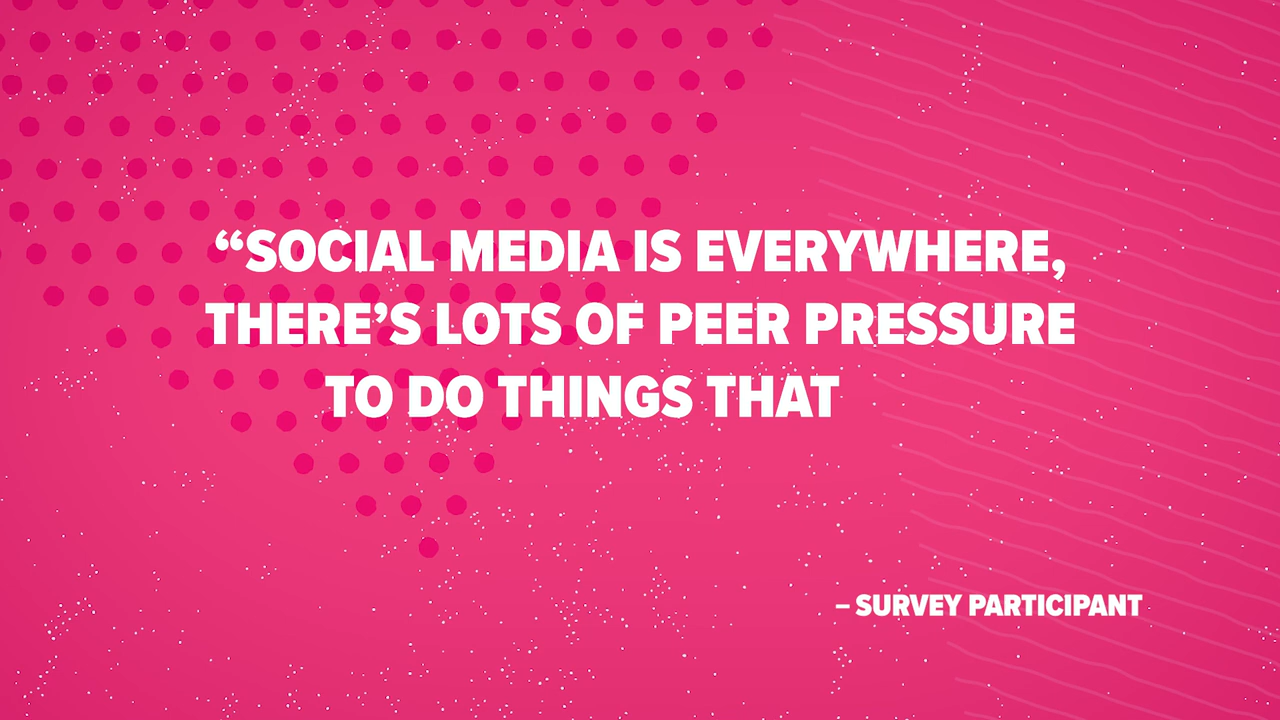 “SOCIAL MEDIA IS EVERYWHERE,
THERE’S LOTS OF PEER PRESSURE
TO DO THINGS THAT
– SURVEY PARTICIPANT